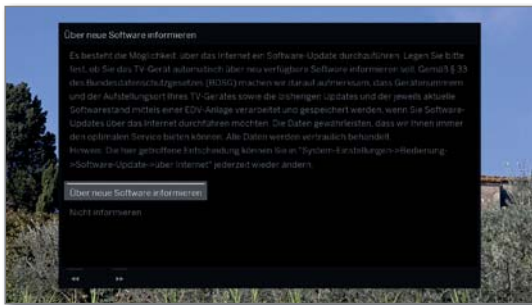 Über neue Software informieren
Es besteht die Möglichkeit über das Internet ein Software-Update durchzuführen. Legen Sie bitte
fest, ob Sie das TV-Gerät automatisch über neu verfügbare Software informieren soll. Gemäß § 33
des Bundesdatenschutzgesetzes (BDSG) machen wir darauf aufmerksam, dass Gerätenummern
und der Aufstellungsort Ihres TV-Gerätes sowie die bisherigen Updates und der jeweils aktuelle
Softwarestand mittels einer EDV-Anlage verarbeitet und gespeichert werden, wenn Sie Software-
Updates über das Internet durchführen möchten. Die Daten gewährleisten, dass wir Ihnen immer
den optimalen Service bieten können. Alle Daten werden vertraulich behandelt.
Hinweis: Die hier getroffene Entscheidung können Sie in "System-Einstellungen->Bedienung-
>Software-Update->über Internet" jederzeit wieder ändern.
Über neue Software informieren
Nicht informieren